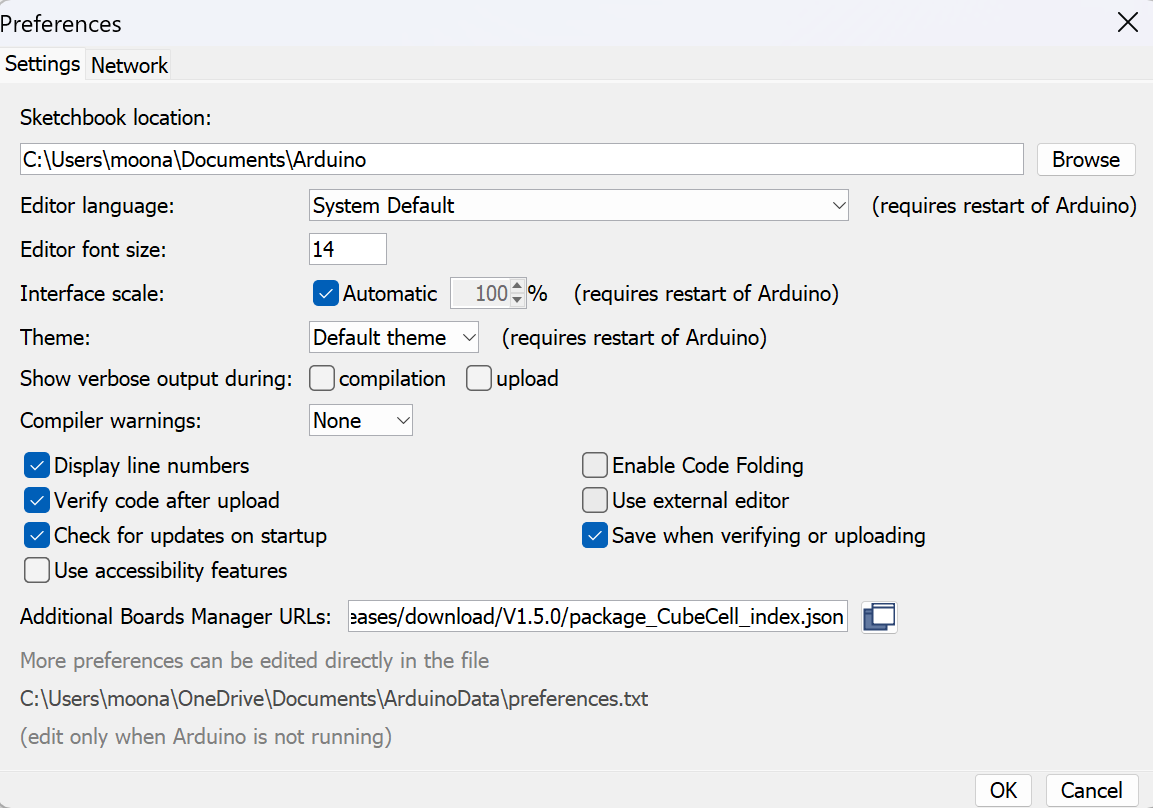 Preferences
Settings Network
Sketchbook location:
C:\Users\moona\Documents\Arduino Browse
Editor language: System Default (requires restart of Arduino)
Editor font size: 14
Interface scale: Automatic 100 % (requires restart of Arduino)
Theme: Default theme (requires restart of Arduino)
Show verbose output during: compilation upload
Compiler warnings: None
Display line numbers Enable Code Folding
Verify code after upload Use external editor
Check for updates on startup Save when verifying or uploading
Use accessibility features
Additional Boards Manager URLs: eases/download/V1.5.0/package_CubeCell_index.json
More preferences can be edited directly in the file
C:\Users\moona\OneDrive\Documents\ArduinoData\preferences.txt
(edit only when Arduino is not running)
OK Cancel